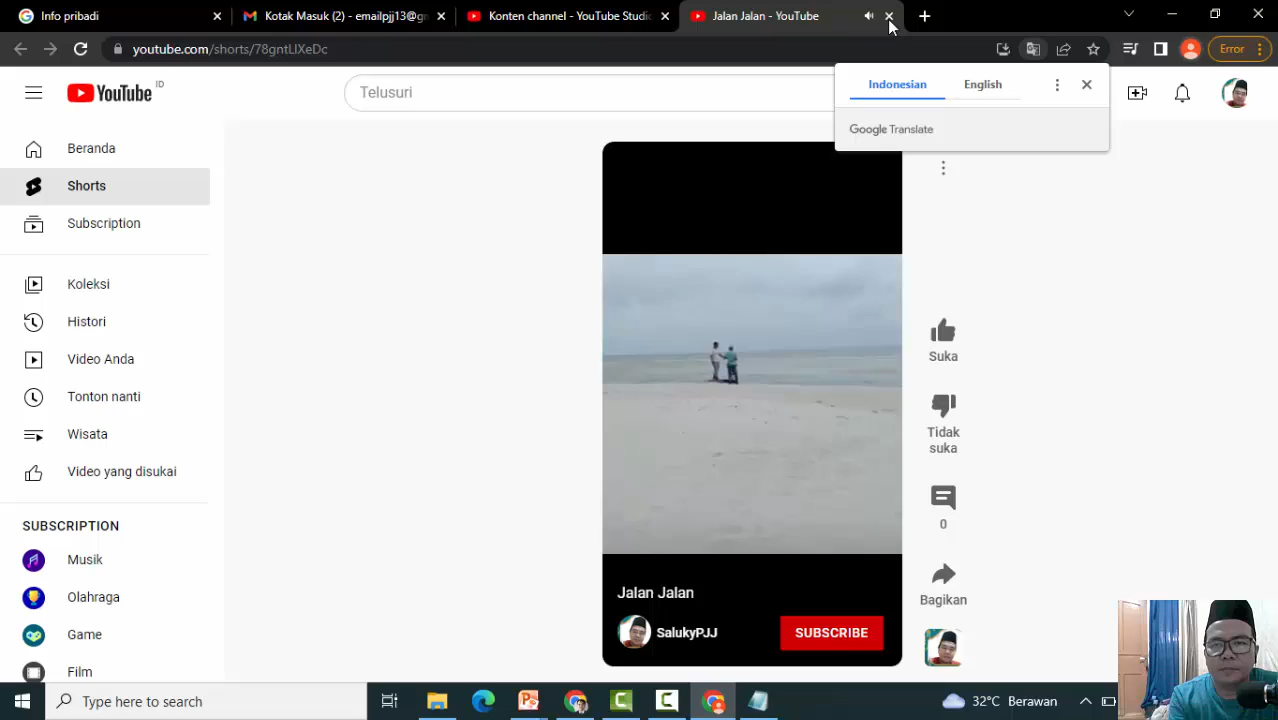 Info pribadi
Kotak Masuk (2) - emailpjj13@g
Konten channel - YouTube Studio
Jalan Jalan - YouTube
youtube.com/shorts/78gntLlXeDc
Error
YouTube ID
Telusuri
Indonesian
English
Google Translate
Beranda
Shorts
Subscription
Koleksi
Histori
Video Anda
Tonton nanti
Wisata
Video yang disukai
SUBSCRIPTION
Musik
Olahraga
Game
Film
Suka
Tidak suka
0
Bagikan
Jalan Jalan
SalukyPJJ
SUBSCRIBE
Type here to search
32°C Berawan